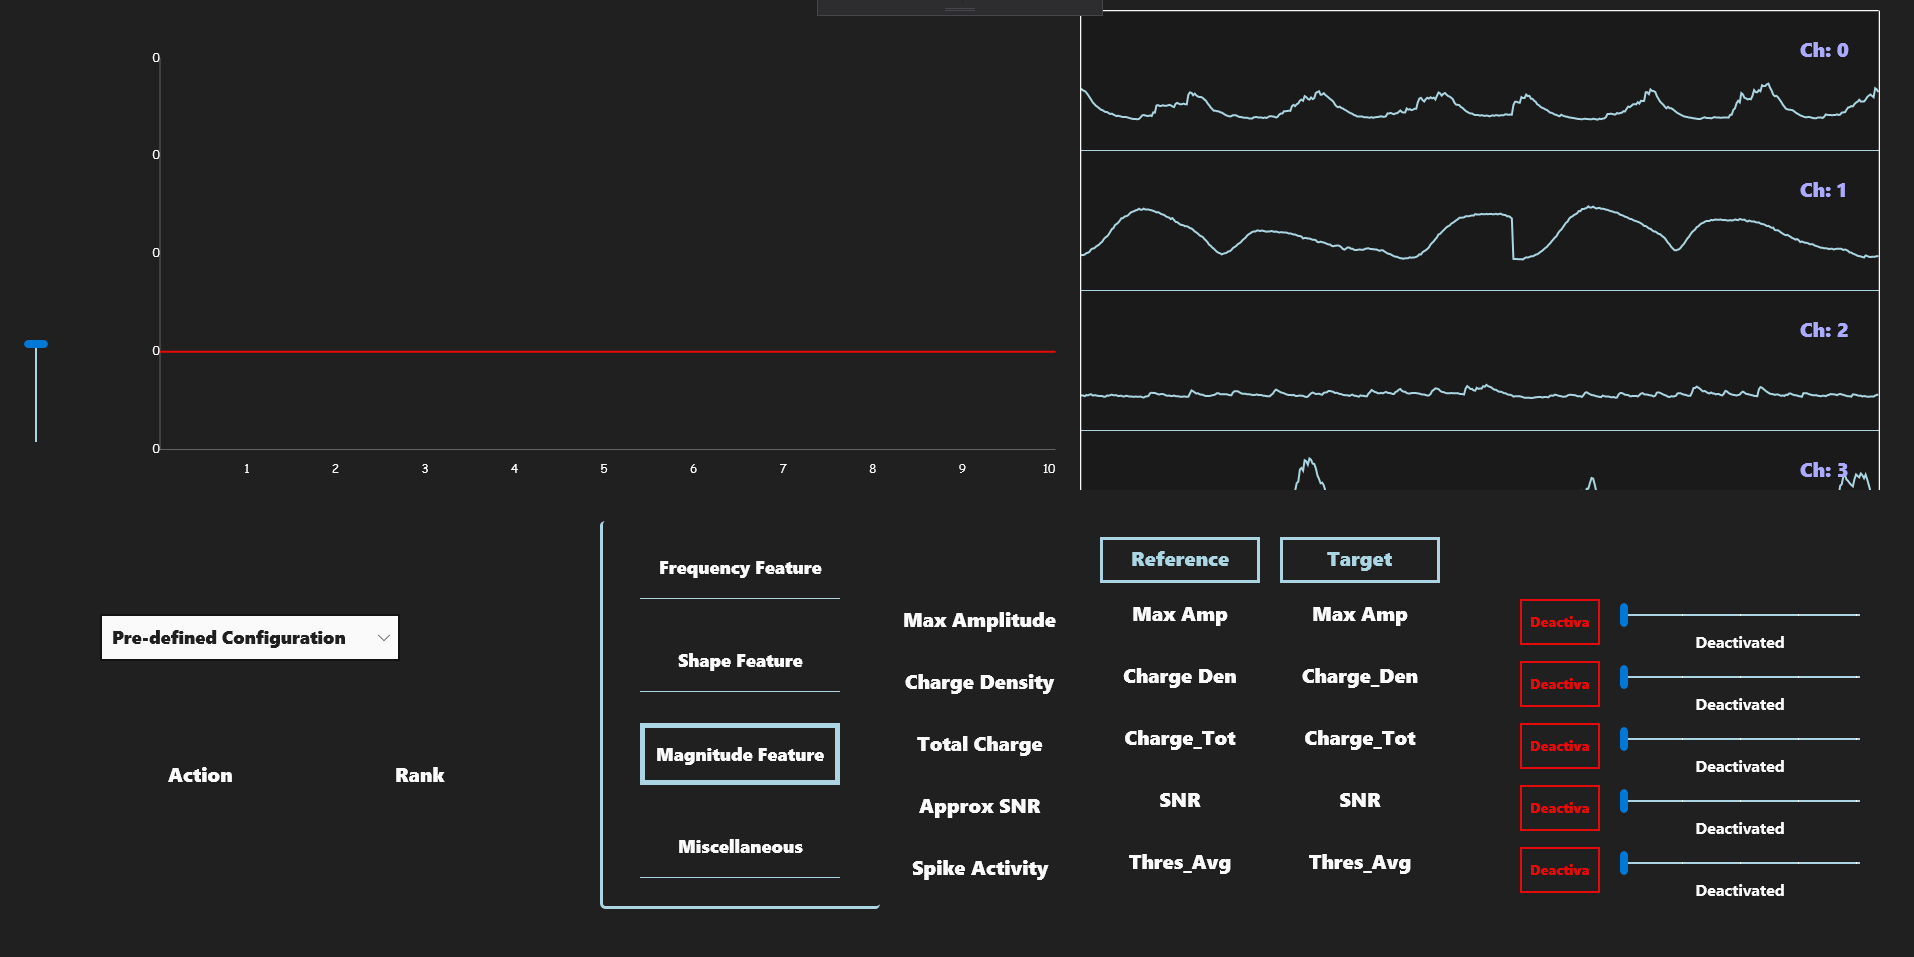 0
0
0
0
0
1 2 3 4 5 6 7 8 9 10
Ch: 0
Ch: 1
Ch: 2
Ch: 3
Pre-defined Configuration
Action Rank
Frequency Feature
Shape Feature
Magnitude Feature
Miscellaneous
Reference Target
Max Amplitude Max Amp Max Amp Deactiva
Deactivated
Charge Density Charge Den Charge_Den Deactiva
Deactivated
Total Charge Charge_Tot Charge_Tot Deactiva
Deactivated
Approx SNR SNR SNR Deactiva
Deactivated
Spike Activity Thres_Avg Thres_Avg Deactiva
Deactivated